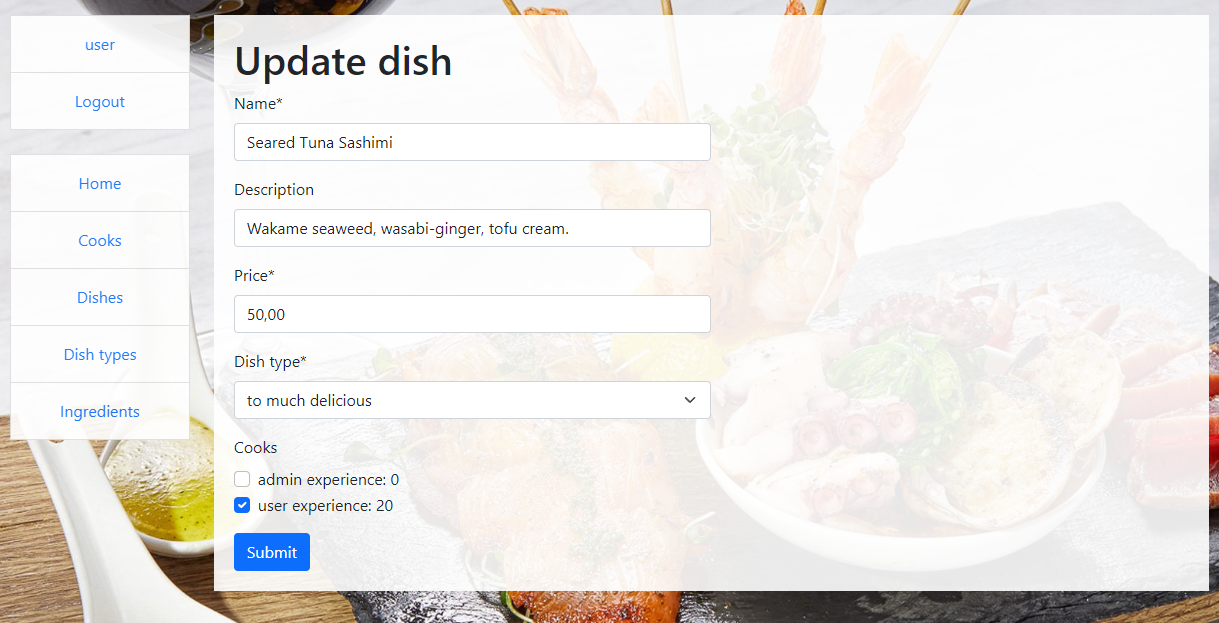 user
Logout
Home
Cooks
Dishes
Dish types
Ingredients
Update dish
Name*
Seared Tuna Sashimi
Description
Wakame seaweed, wasabi-ginger, tofu cream.
Price*
50,00
Dish type*
to much delicious
Cooks
admin experience: 0
user experience: 20
Submit